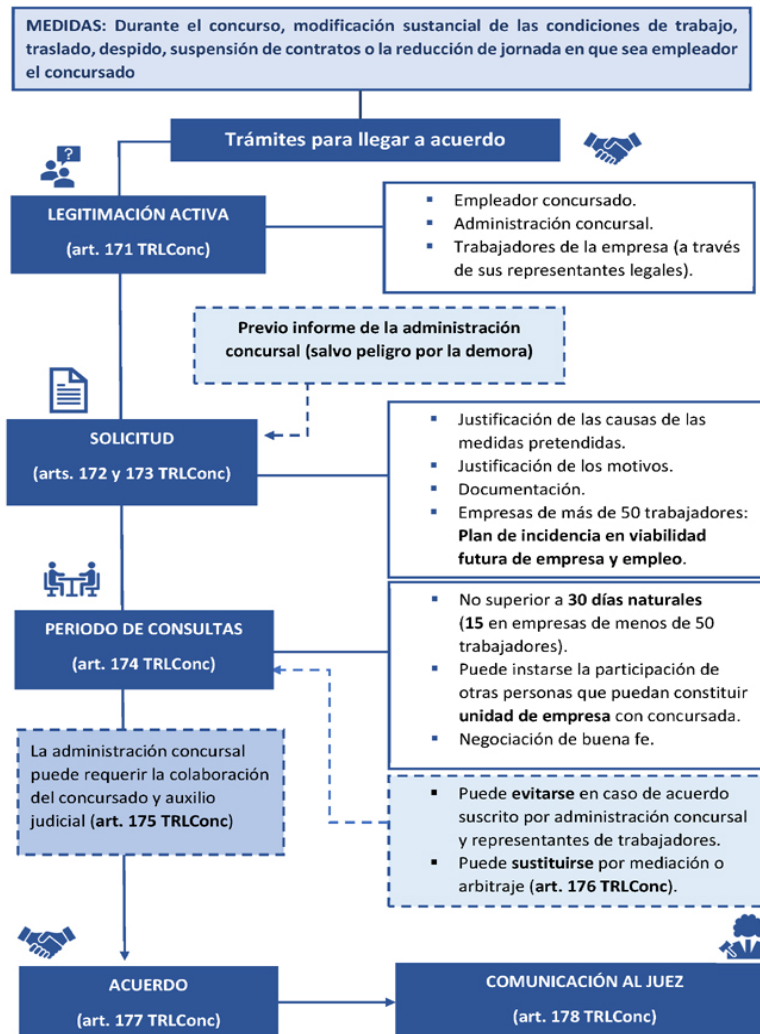 MEDIDAS: Durante el concurso, modificación sustancial de las condiciones de trabajo,
traslado, despido, suspensión de contratos o la reducción de jornada en que sea empleador
el concursado
Trámites para llegar a acuerdo
?
LEGITIMACIÓN ACTIVA
(art. 171 TRLConc)
▪ Empleador concursado.
▪ Administración concursal.
▪ Trabajadores de la empresa (a través
de sus representantes legales).
Previo informe de la administración
concursal (salvo peligro por la demora)
SOLICITUD
(arts. 172 y 173 TRLConc)
▪ Justificación de las causas de las
medidas pretendidas.
▪ Justificación de los motivos.
▪ Documentación.
▪ Empresas de más de 50 trabajadores:
Plan de incidencia en viabilidad
futura de empresa y empleo.
PERIODO DE CONSULTAS
(art. 174 TRLConc)
▪ No superior a 30 días naturales
(15 en empresas de menos de 50
trabajadores).
▪ Puede instarse la participación de
otras personas que puedan constituir
unidad de empresa con concursada.
▪ Negociación de buena fe.
La administración concursal
puede requerir la colaboración
del concursado y auxilio
judicial (art. 175 TRLConc)
▪ Puede evitarse en caso de acuerdo
suscrito por administración concursal
y representantes de trabajadores.
▪ Puede sustituirse por mediación o
arbitraje (art. 176 TRLConc).
ACUERDO
(art. 177 TRLConc)
COMUNICACIÓN AL JUEZ
(art. 178 TRLConc)